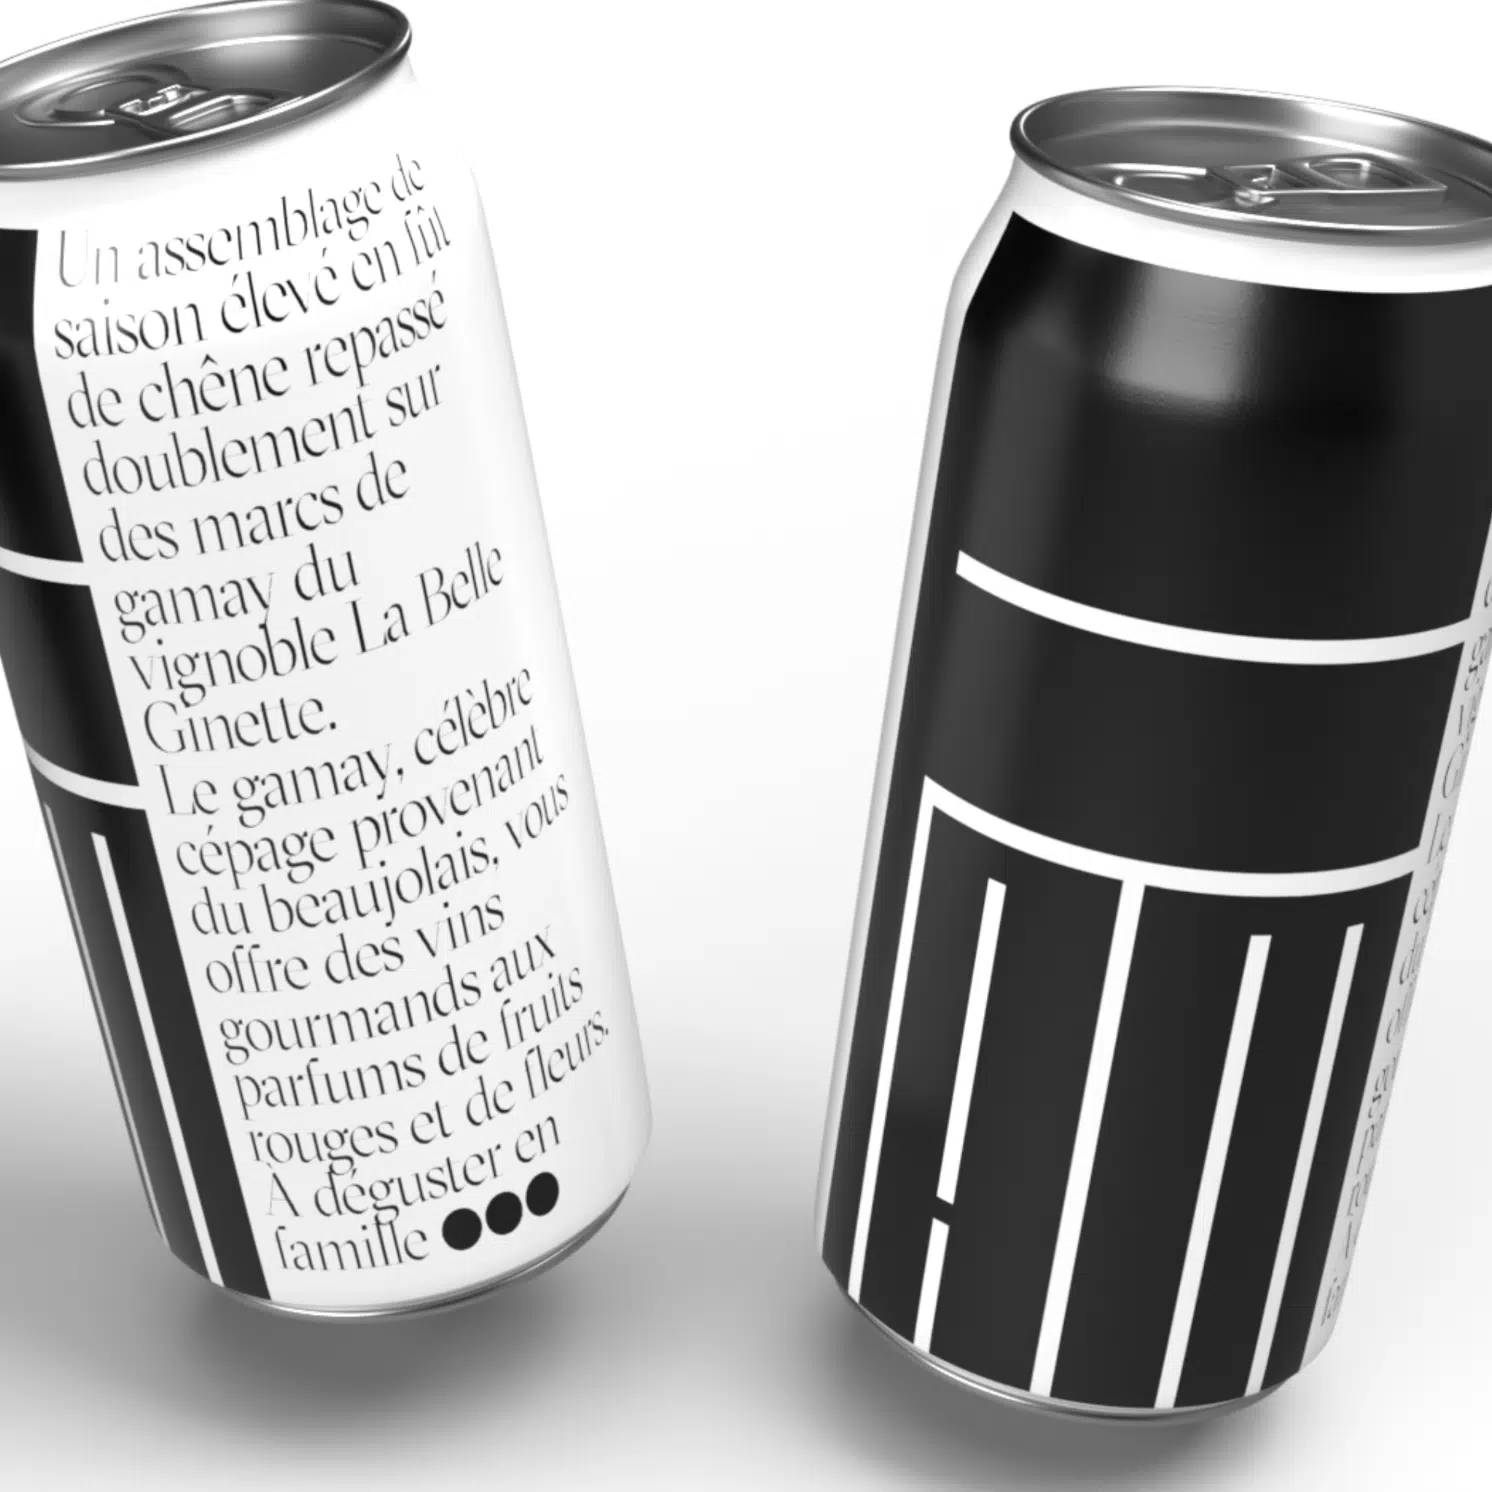 Un assemblage de
saison élevé en fût
de chêne repassé
doublement sur
des marcs de
gamay du
vignoble La Belle
Ginette.
Le gamay, célèbre
cépage provenant
du beaujolais, vous
offre des vins
gourmands aux
parfums de fruits
rouges et de fleurs.
À déguster en
famille